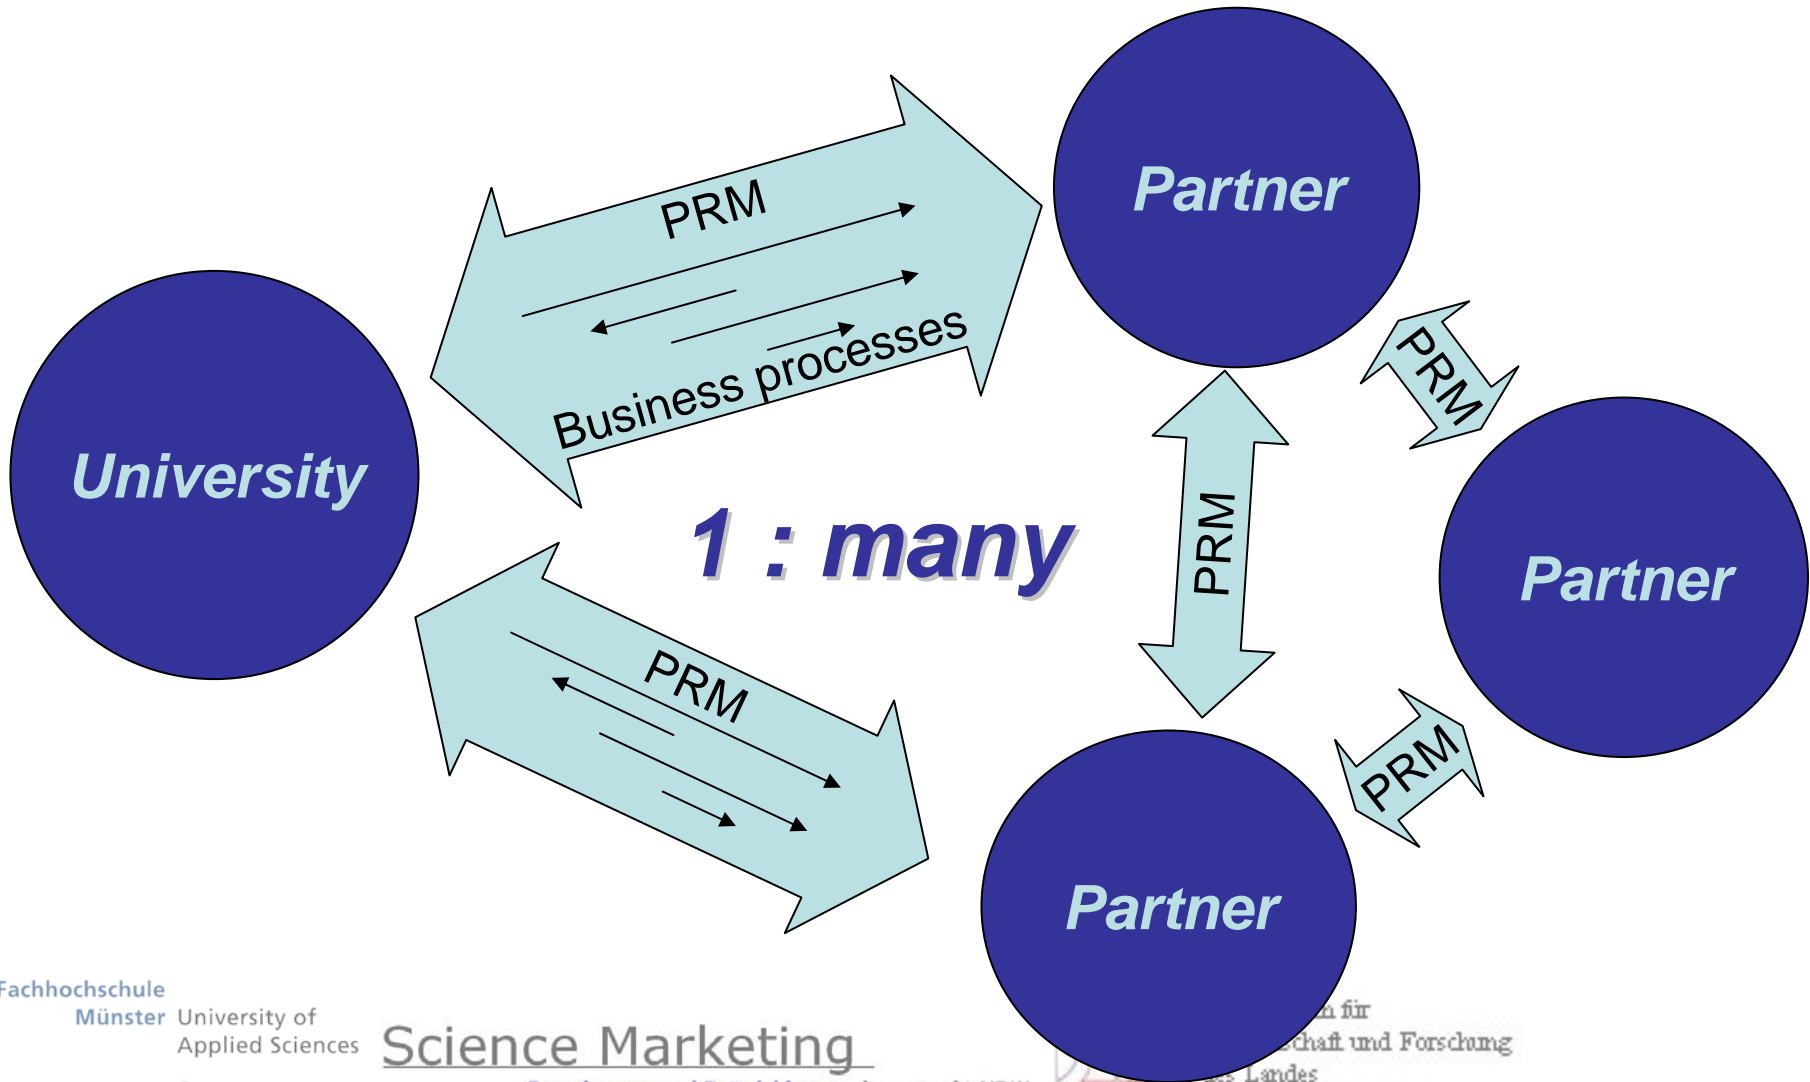 Partner
PRM
Business processes
PRM
University
1 : many
PRM
Partner
PRM
PRM
Partner
Fachhochschule
Münster University of
Applied Sciences
Science Marketing
für
und Forschung
Landes